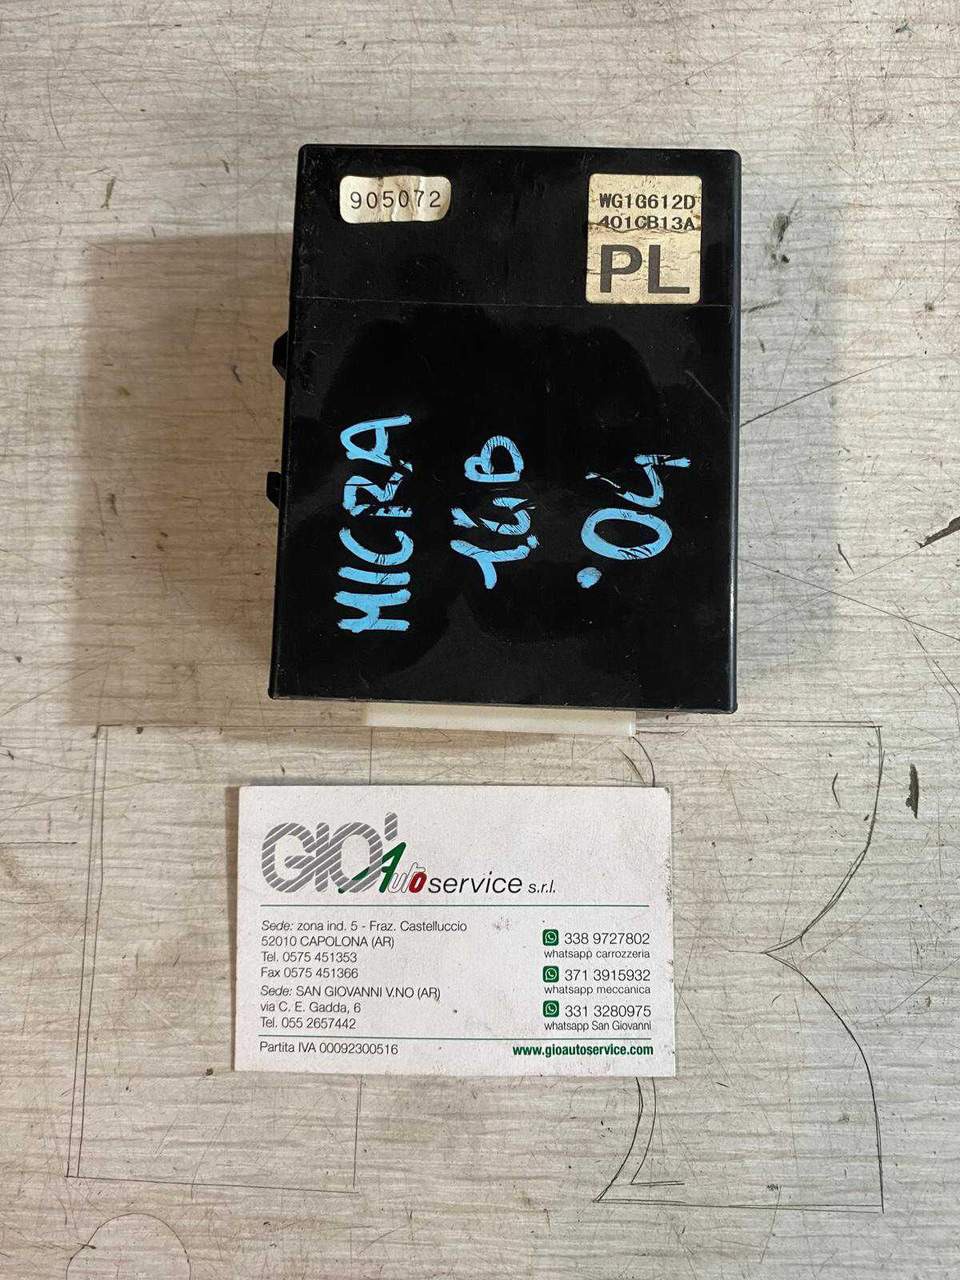 905072
WG1G612D
401CB13A
PL
MICRA
.04
GIO' Auto service s.r.l.
Sede: zona ind. 5 - Fraz. Castelluccio
52010 CAPOLONA (AR)
Tel. 0575 451353
Fax 0575 451366
Sede: SAN GIOVANNI V.NO (AR)
via C. E. Gadda, 6
Tel. 055 2657442
338 9727802
whatsapp carrozzeria
371 3915932
whatsapp meccanica
331 3280975
whatsapp San Giovanni
Partita IVA 00092300516
www.gioautoservice.com